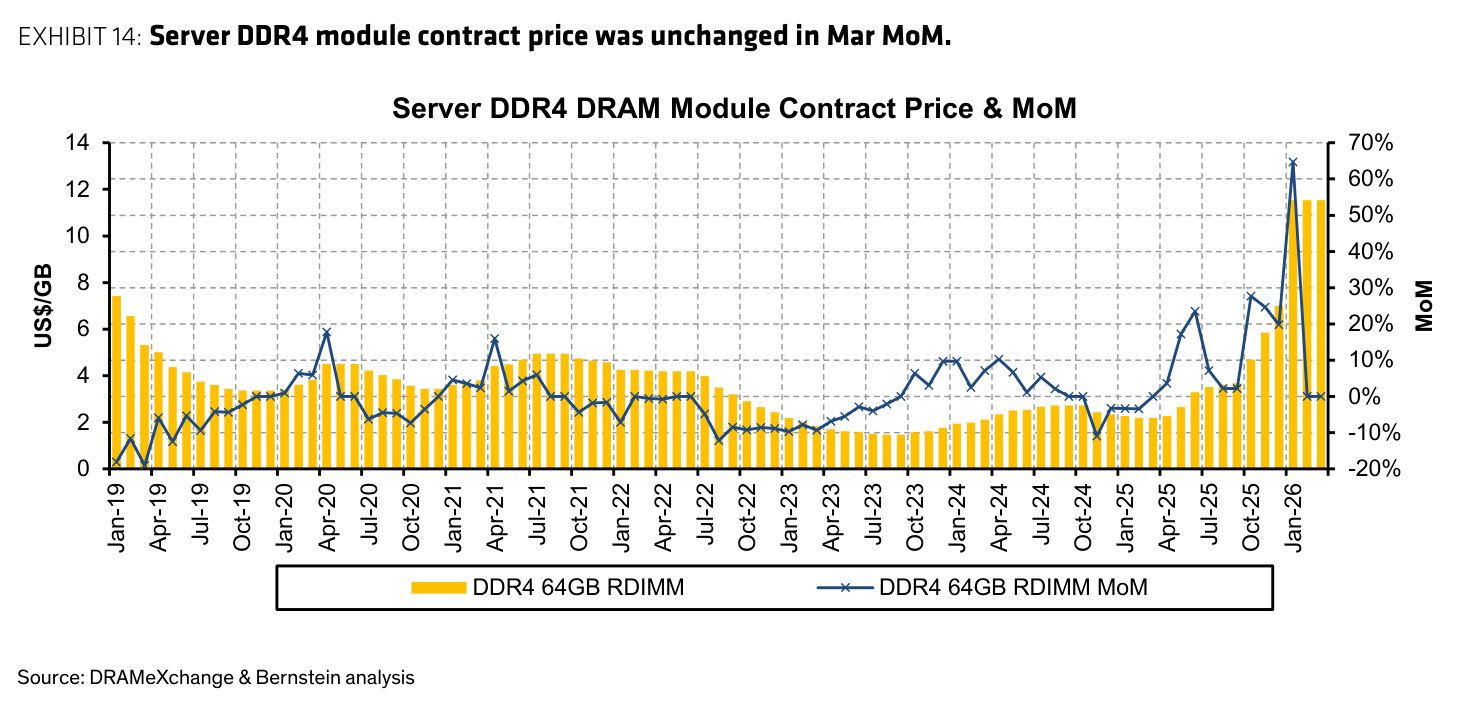 EXHIBIT 14: Server DDR4 module contract price was unchanged in Mar MoM.
Server DDR4 DRAM Module Contract Price & MoM
US$/GB
14
12
10
8
6
4
2
0
70%
60%
50%
40%
30%
20%
10%
0%
-10%
-20%
MoM
Jan-19
Apr-19
Jul-19
Oct-19
Jan-20
Apr-20
Jul-20
Oct-20
Jan-21
Apr-21
Jul-21
Oct-21
Jan-22
Apr-22
Jul-22
Oct-22
Jan-23
Apr-23
Jul-23
Oct-23
Jan-24
Apr-24
Jul-24
Oct-24
Jan-25
Apr-25
Jul-25
Oct-25
Jan-26
DDR4 64GB RDIMM
DDR4 64GB RDIMM MoM
Source: DRAMeXchange & Bernstein analysis